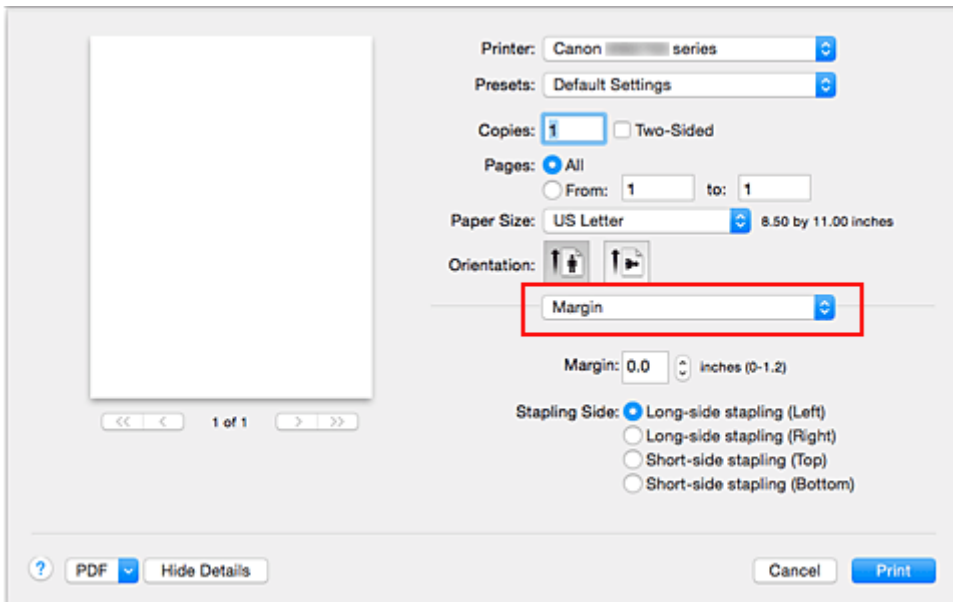 Printer: Canon series
Presets: Default Settings
Copies: 1 Two-Sided
Pages: All
From: 1 to: 1
Paper Size: US Letter 8.50 by 11.00 inches
Orientation:
Margin
Margin: 0.0 inches (0-1.2)
1 of 1
Stapling Side: Long-side stapling (Left)
Long-side stapling (Right)
Short-side stapling (Top)
Short-side stapling (Bottom)
? PDF Hide Details Cancel Print